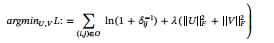 argmin_{U,V} L: = ∑_{(i,j)∈O} ln(1 + δ_{ij}^{-1}) + λ(‖U‖_F^2 + ‖V‖_F^2)